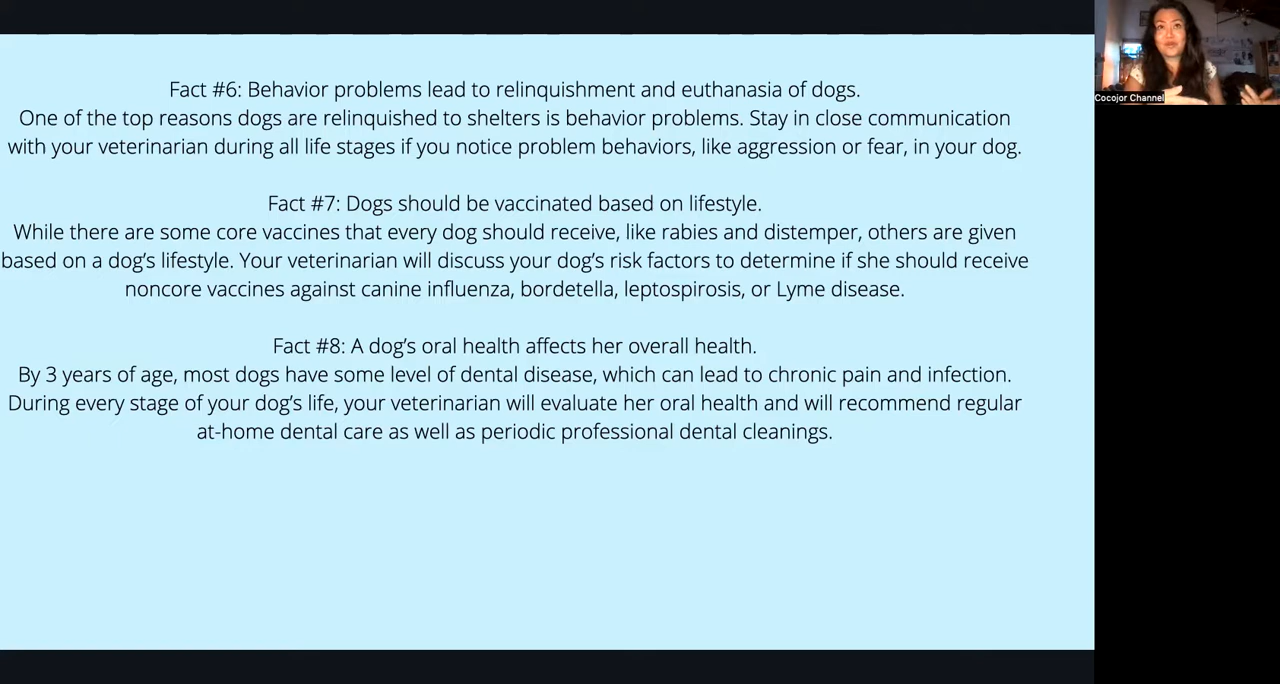 Fact #6: Behavior problems lead to relinquishment and euthanasia of dogs.
One of the top reasons dogs are relinquished to shelters is behavior problems. Stay in close communication
with your veterinarian during all life stages if you notice problem behaviors, like aggression or fear, in your dog.
Fact #7: Dogs should be vaccinated based on lifestyle.
While there are some core vaccines that every dog should receive, like rabies and distemper, others are given
based on a dog’s lifestyle. Your veterinarian will discuss your dog’s risk factors to determine if she should receive
noncore vaccines against canine influenza, bordetella, leptospirosis, or Lyme disease.
Fact #8: A dog’s oral health affects her overall health.
By 3 years of age, most dogs have some level of dental disease, which can lead to chronic pain and infection.
During every stage of your dog’s life, your veterinarian will evaluate her oral health and will recommend regular
at-home dental care as well as periodic professional dental cleanings.
Cocojor Channel